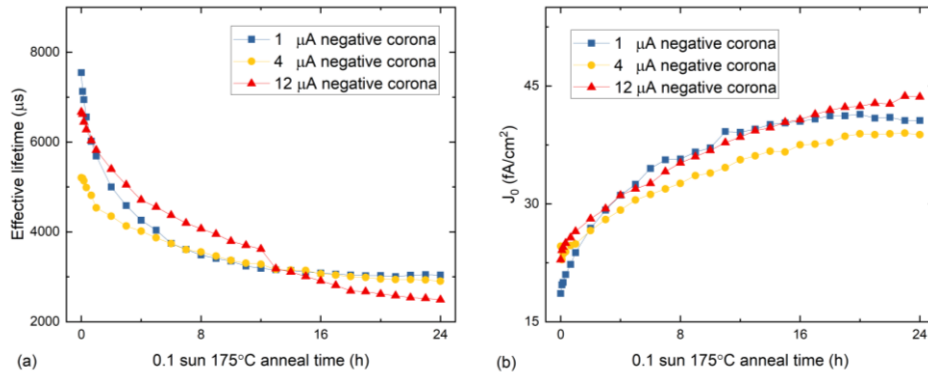 1 μA negative corona
4 μA negative corona
12 μA negative corona
Effective lifetime (μs)
8000
6000
4000
2000
0
8
16
24
0.1 sun 175°C anneal time (h)
(a)
1 μA negative corona
4 μA negative corona
12 μA negative corona
J₀ (fA/cm²)
45
30
15
0
8
16
24
0.1 sun 175°C anneal time (h)
(b)